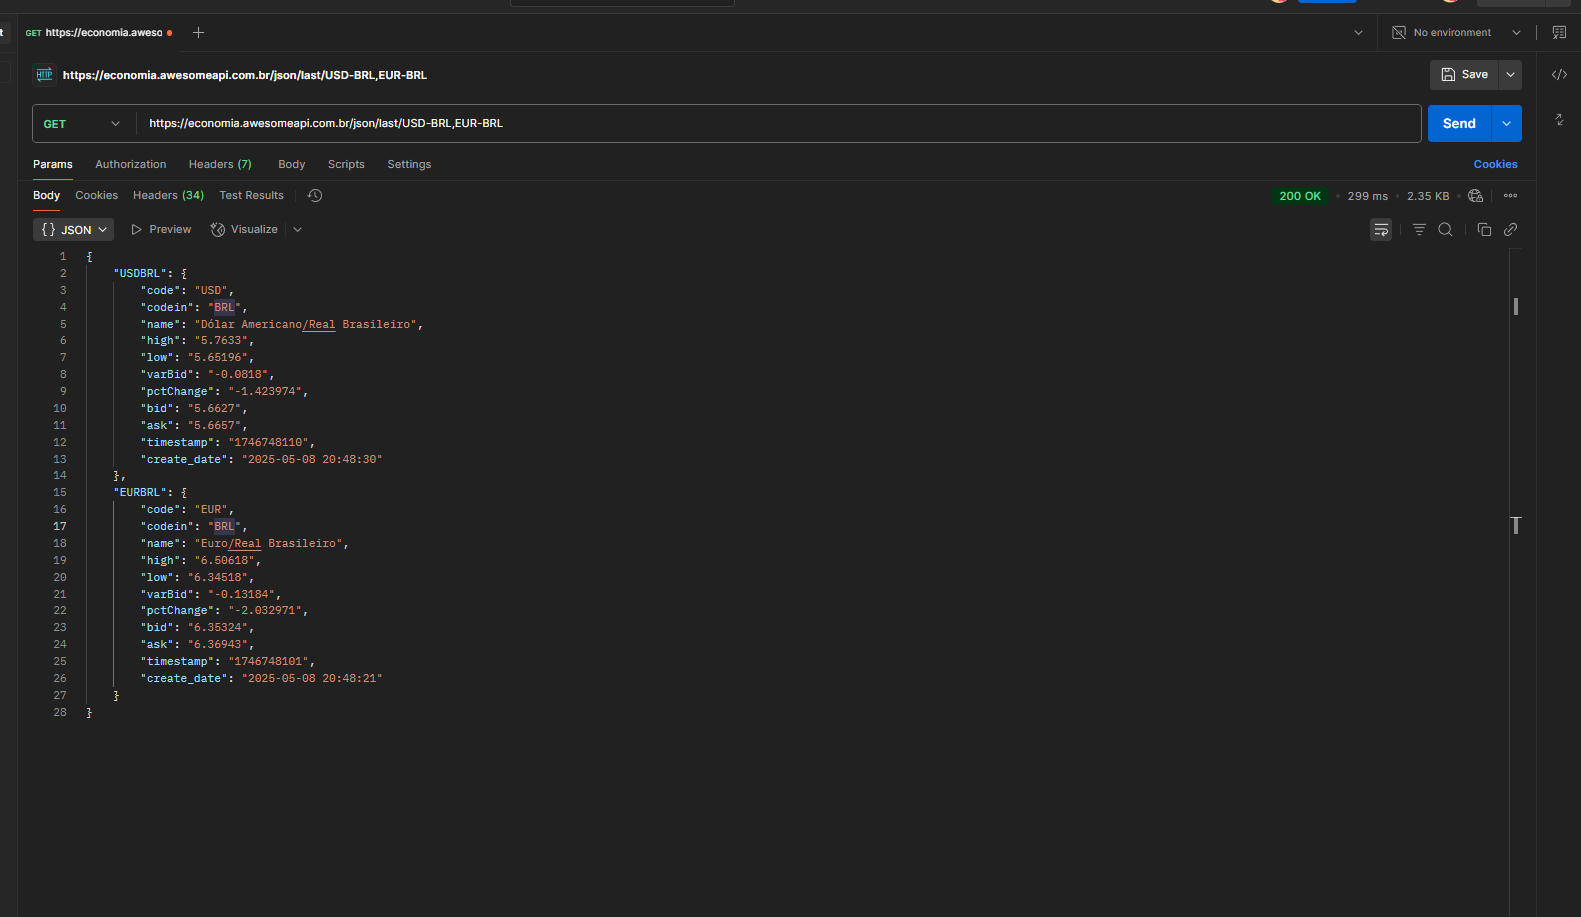 t
GET https://economia.aweso
No environment
HTTP https://economia.awesomeapi.com.br/json/last/USD-BRL,EUR-BRL
Save
GET https://economia.awesomeapi.com.br/json/last/USD-BRL,EUR-BRL
Send
Params Authorization Headers (7) Body Scripts Settings Cookies
Body Cookies Headers (34) Test Results 200 OK • 299 ms • 2.35 KB •
{} JSON Preview Visualize
1 {
2 "USDBRL": {
3 "code": "USD",
4 "codein": "BRL",
5 "name": "Dólar Americano/Real Brasileiro",
6 "high": "5.7633",
7 "low": "5.65196",
8 "varBid": "-0.0818",
9 "pctChange": "-1.423974",
10 "bid": "5.6627",
11 "ask": "5.6657",
12 "timestamp": "1746748110",
13 "create_date": "2025-05-08 20:48:30"
14 },
15 "EURBRL": {
16 "code": "EUR",
17 "codein": "BRL",
18 "name": "Euro/Real Brasileiro",
19 "high": "6.50618",
20 "low": "6.34518",
21 "varBid": "-0.13184",
22 "pctChange": "-2.032971",
23 "bid": "6.35324",
24 "ask": "6.36943",
25 "timestamp": "1746748101",
26 "create_date": "2025-05-08 20:48:21"
27 }
28 }